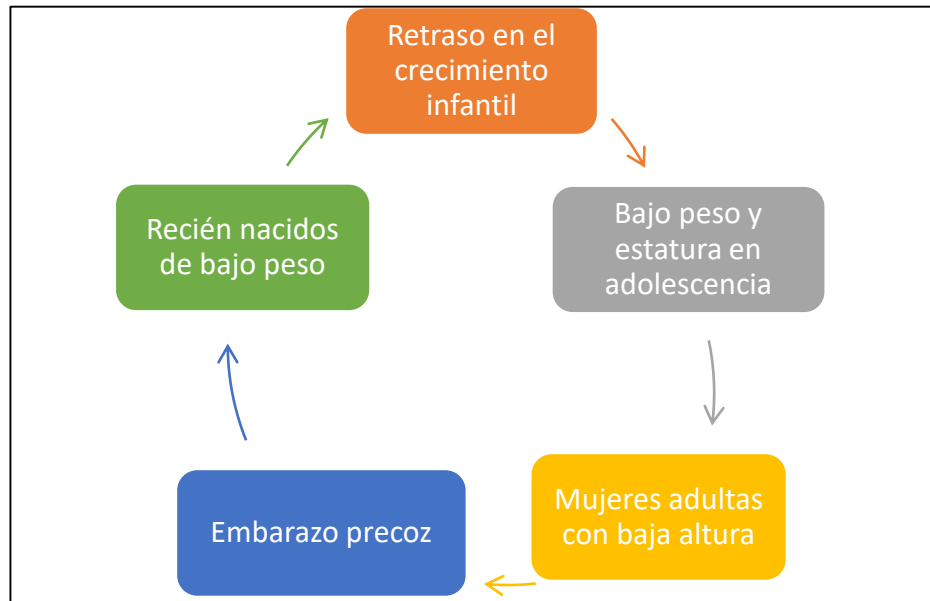 Retraso en el
crecimiento
infantil
Bajo peso y
estatura en
adolescencia
Mujeres adultas
con baja altura
Embarazo precoz
Recién nacidos
de bajo peso